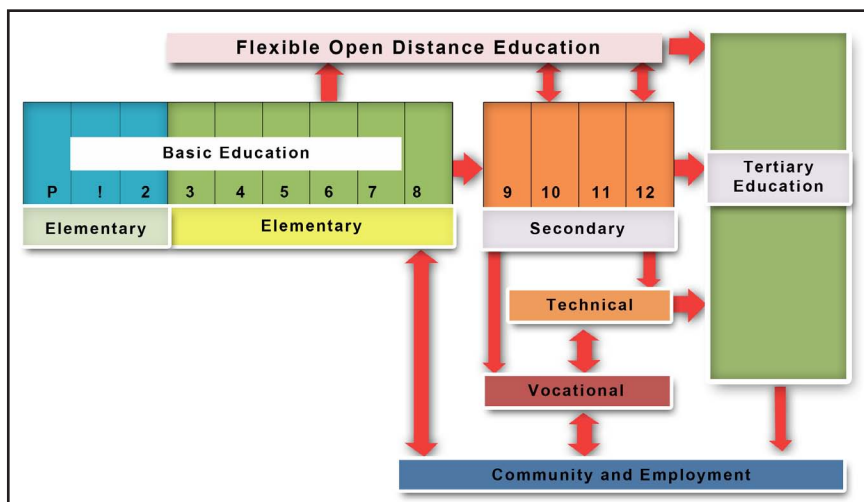 Flexible Open Distance Education
Basic Education
P ! 2 3 4 5 6 7 8
9 10 11 12
Tertiary
Education
Elementary
Elementary
Secondary
Technical
Vocational
Community and Employment